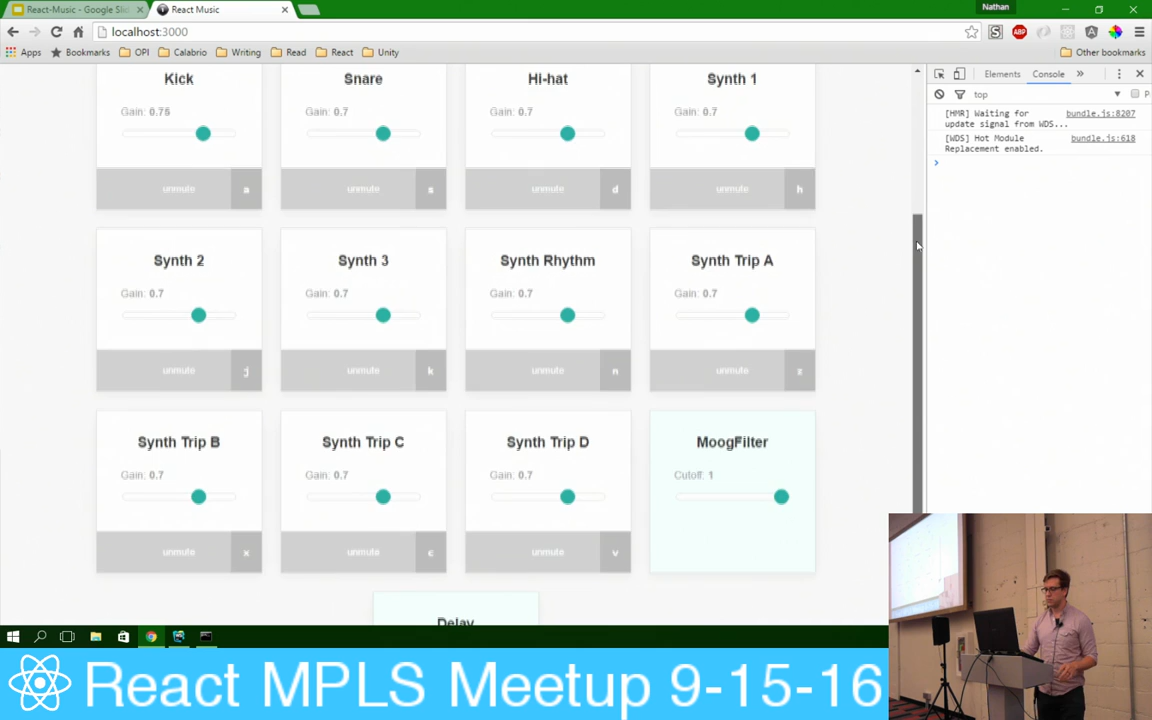 Nathan
React-Music - Google Slid
React Music
localhost:3000
Apps
Bookmarks
OPI
Calabrio
Writing
Read
React
Unity
Other bookmarks
Kick
Snare
Hi-hat
Synth 1
Gain: 0.75
Gain: 0.7
Gain: 0.7
Gain: 0.7
unmute a
unmute s
unmute d
unmute h
Synth 2
Synth 3
Synth Rhythm
Synth Trip A
Gain: 0.7
Gain: 0.7
Gain: 0.7
Gain: 0.7
unmute j
unmute k
unmute n
unmute z
Synth Trip B
Synth Trip C
Synth Trip D
MoogFilter
Gain: 0.7
Gain: 0.7
Gain: 0.7
Cutoff: 1
unmute x
unmute c
unmute v
Delay
Elements
Console
top
P
[HMR] Waiting for bundle.js:8207
update signal from WDS...
[WDS] Hot Module bundle.js:618
Replacement enabled.
React MPLS Meetup 9-15-16